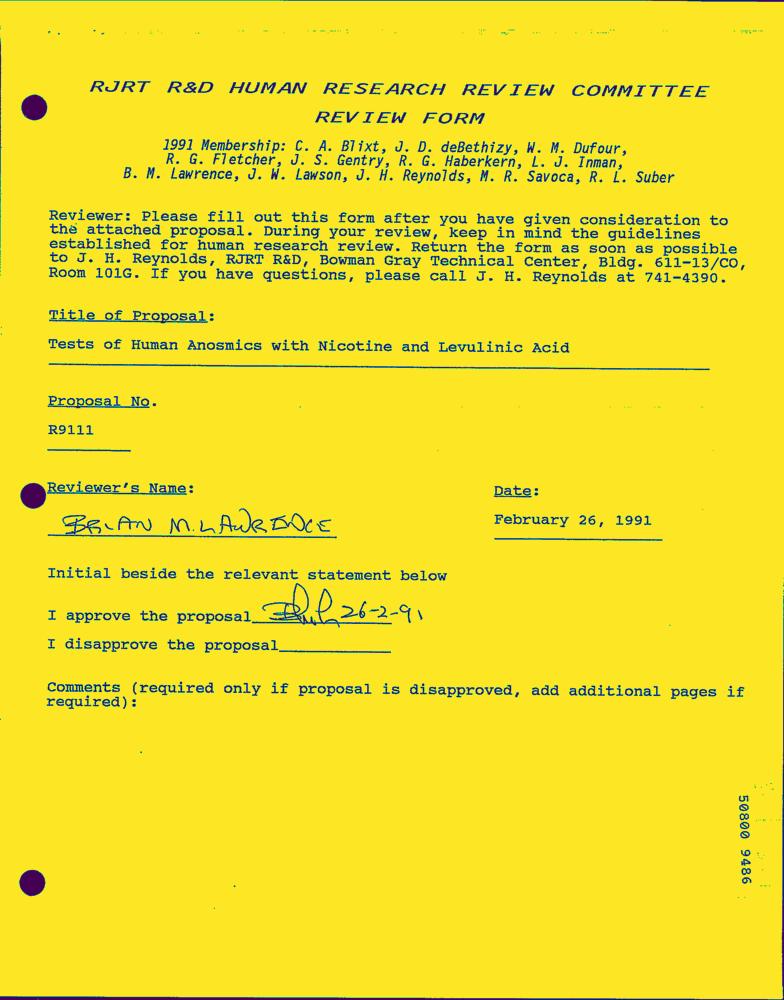 RJRT R&D HUMAN RESEARCH REVIEW COMMITTEE
REVIEW FORM
1991 Membership: C. A. Blixt, J. D. deBethizy, W. M. Dufour,
R. G. Fletcher, J. S. Gentry, R. G. Haberkern, L. J. Inman,
B. M. Lawrence, J. W. Lawson, J. H. Reynolds, M. R. Savoca, R. L. Suber
Reviewer: Please fill out this form after you have given consideration to
the attached proposal. During your review, keep in mind the guidelines
established for human research review. Return the form as soon as possible
to J. H. Reynolds, RJRT R&D, Bowman Gray Technical Center, Bldg. 611-13/CO,
Room 101G. If you have questions, please call J. H. Reynolds at 741-4390.
Title of Proposal:
Tests of Human Anosmics with Nicotine and Levulinic Acid
Proposal No.
R9111
Reviewer's Name:
Date:
BRIAN M. LAWRENCE
February 26, 1991
Initial beside the relevant statement below
I approve the proposal 26-2-91
I disapprove the proposal
Comments (required only if proposal is disapproved, add additional pages if
required):
50800 9486